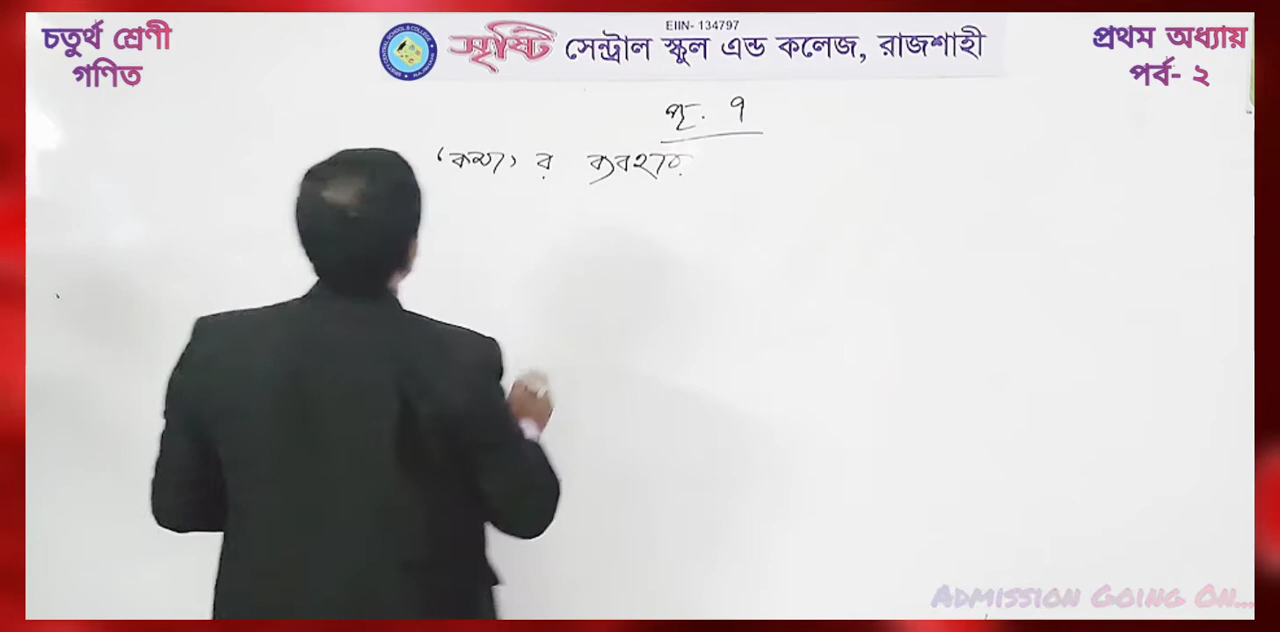 চতুর্থ শ্রেণী
গণিত
EIIN- 134797
সৃষ্টি সেন্ট্রাল স্কুল এন্ড কলেজ, রাজশাহী
প্রথম অধ্যায়
পর্ব- ২
পৃ. ৭
‘কমা’ র ব্যবহার
ADMISSION GOING ON...